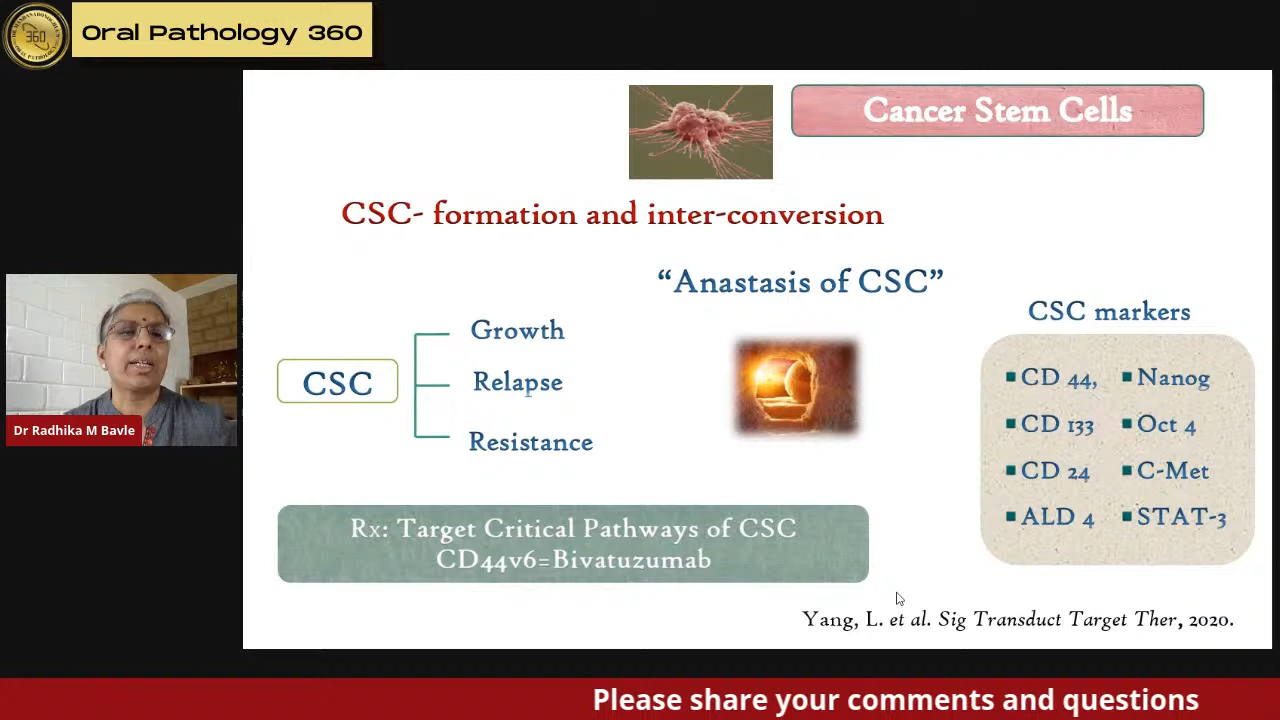 360
Oral Pathology 360
Cancer Stem Cells
CSC- formation and inter-conversion
"Anastasis of CSC"
CSC markers
CSC
Growth
Relapse
Resistance
CD 44,
CD 133
CD 24
ALD 4
Nanog
Oct 4
C-Met
STAT-3
Rx: Target Critical Pathways of CSC
CD44v6=Bivatuzumab
Yang, L. et al. Sig Transduct Target Ther, 2020.
Dr Radhika M Bavle
Please share your comments and questions